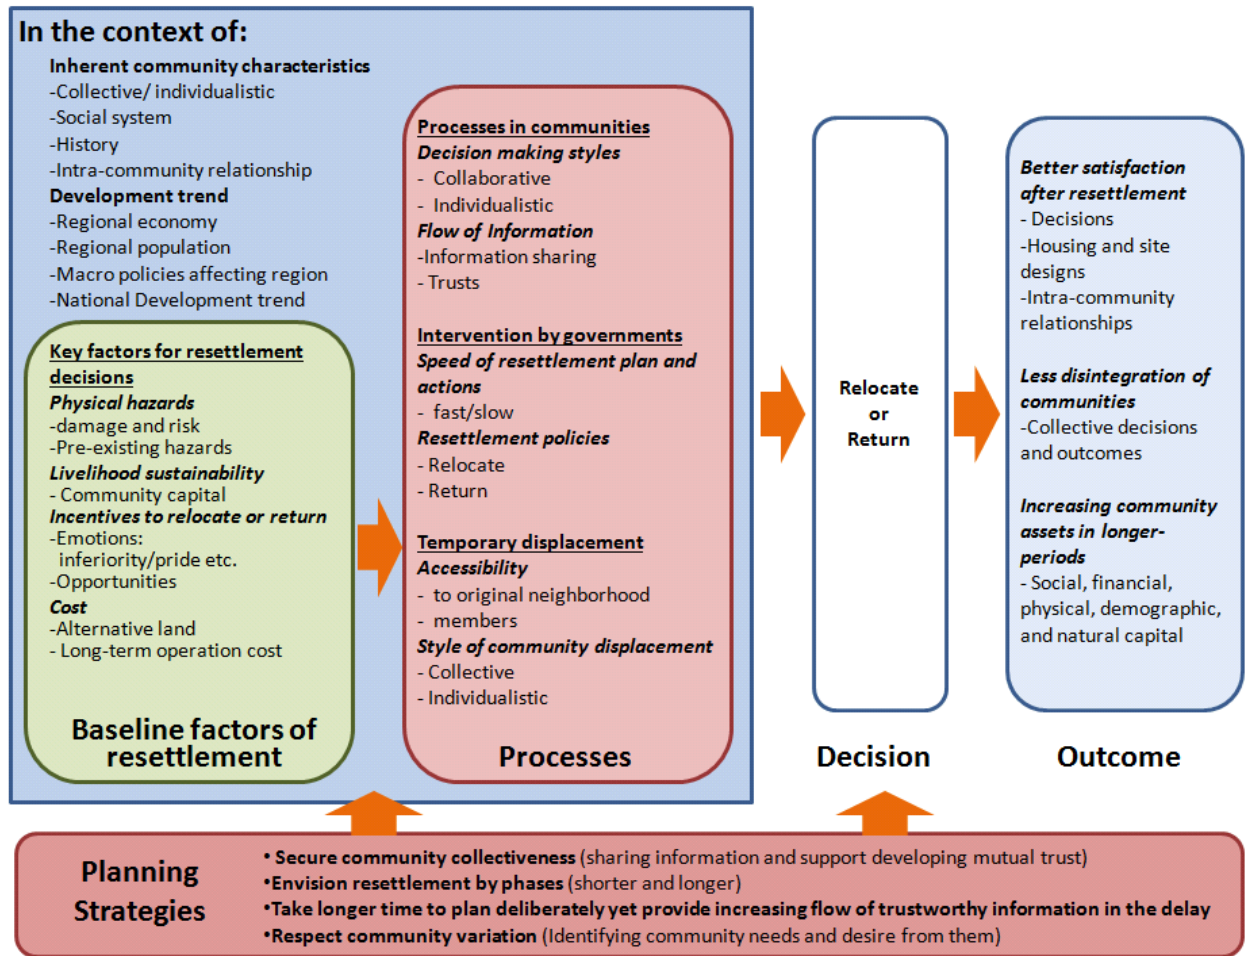 In the context of:
Inherent community characteristics
-Collective/ individualistic
-Social system
-History
-Intra-community relationship
Development trend
-Regional economy
-Regional population
-Macro policies affecting region
-National Development trend
Key factors for resettlement
decisions
Physical hazards
-damage and risk
-Pre-existing hazards
Livelihood sustainability
- Community capital
Incentives to relocate or return
-Emotions:
inferiority/pride etc.
-Opportunities
Cost
-Alternative land
- Long-term operation cost
Baseline factors of
resettlement
Processes in communities
Decision making styles
- Collaborative
- Individualistic
Flow of Information
-Information sharing
- Trusts
Intervention by governments
Speed of resettlement plan and
actions
- fast/slow
Resettlement policies
- Relocate
- Return
Temporary displacement
Accessibility
- to original neighborhood
- members
Style of community displacement
- Collective
- Individualistic
Processes
Relocate
or
Return
Decision
Better satisfaction
after resettlement
- Decisions
-Housing and site
designs
-Intra-community
relationships
Less disintegration of
communities
-Collective decisions
and outcomes
Increasing community
assets in longer-
periods
- Social, financial,
physical, demographic,
and natural capital
Outcome
Planning
Strategies
• Secure community collectiveness (sharing information and support developing mutual trust)
•Envision resettlement by phases (shorter and longer)
•Take longer time to plan deliberately yet provide increasing flow of trustworthy information in the delay
•Respect community variation (Identifying community needs and desire from them)